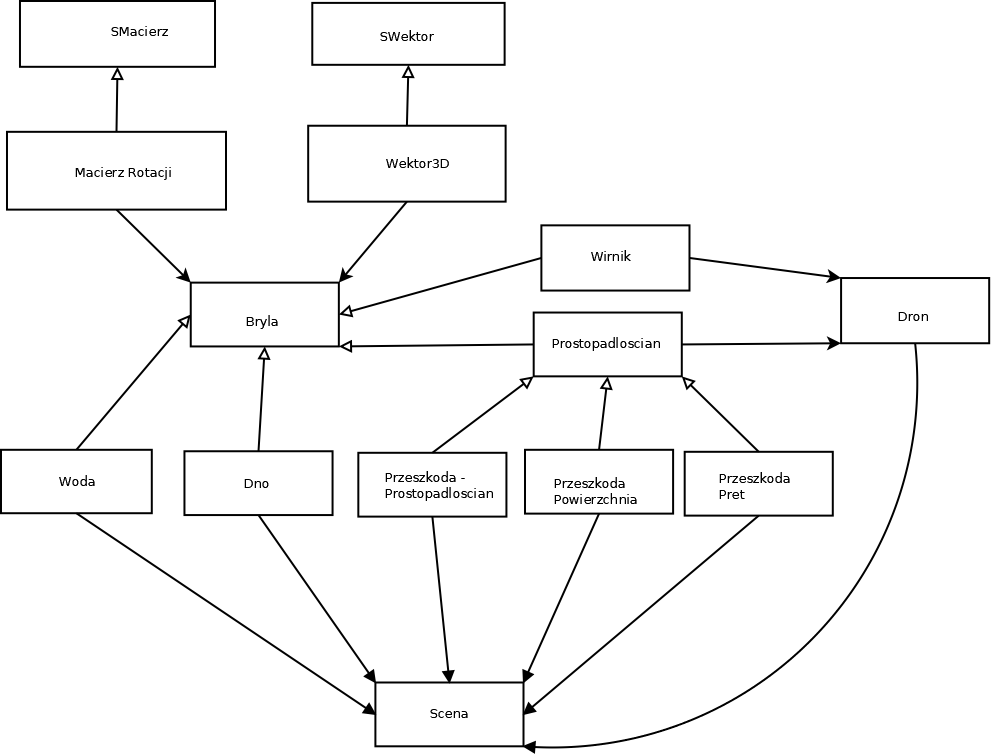 SMacierz
SWektor
Macierz Rotacji
Wektor3D
Wirnik
Bryla
Dron
Prostopadloscian
Woda
Dno
Przeszkoda -
Prostopadloscian
Przeszkoda
Powierzchnia
Przeszkoda
Pret
Scena